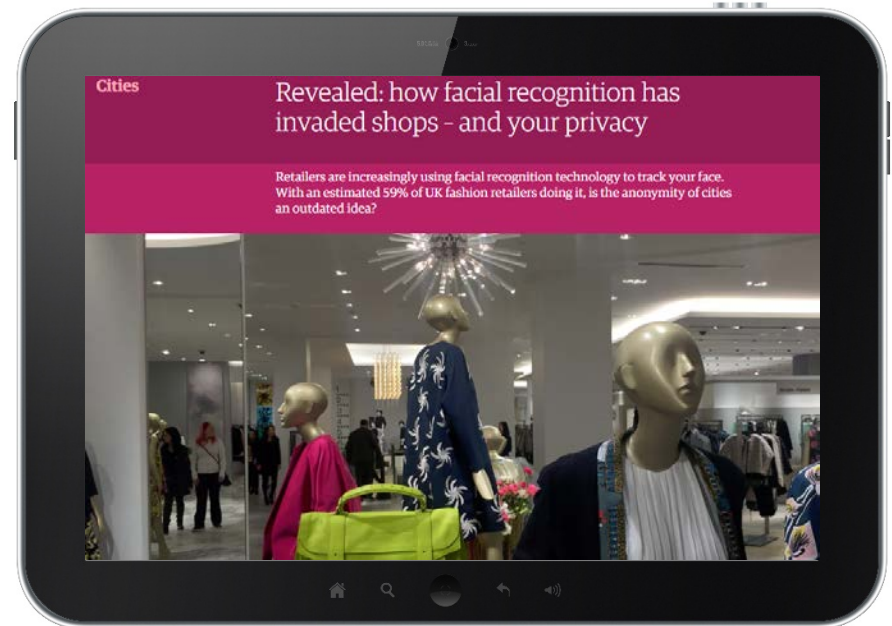 Cities
Revealed: how facial recognition has
invaded shops – and your privacy
Retailers are increasingly using facial recognition technology to track your face.
With an estimated 59% of UK fashion retailers doing it, is the anonymity of cities
an outdated idea?